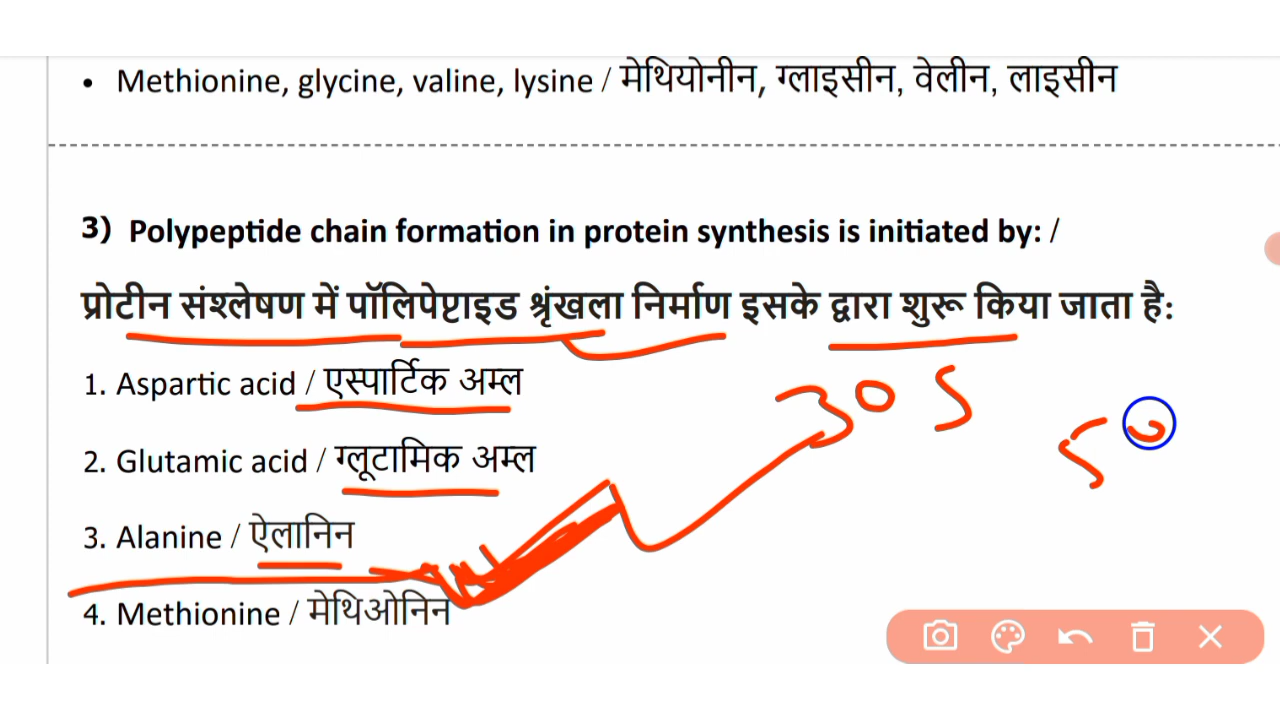 • Methionine, glycine, valine, lysine / मेथियोनीन, ग्लाइसीन, वेलीन, लाइसीन
3) Polypeptide chain formation in protein synthesis is initiated by: /
प्रोटीन संश्लेषण में पॉलिपेप्टाइड श्रृंखला निर्माण इसके द्वारा शुरू किया जाता है:
1. Aspartic acid / एस्पार्टिक अम्ल
30S
50
2. Glutamic acid / ग्लूटामिक अम्ल
3. Alanine / ऐलानिन
4. Methionine / मेथिओनिन